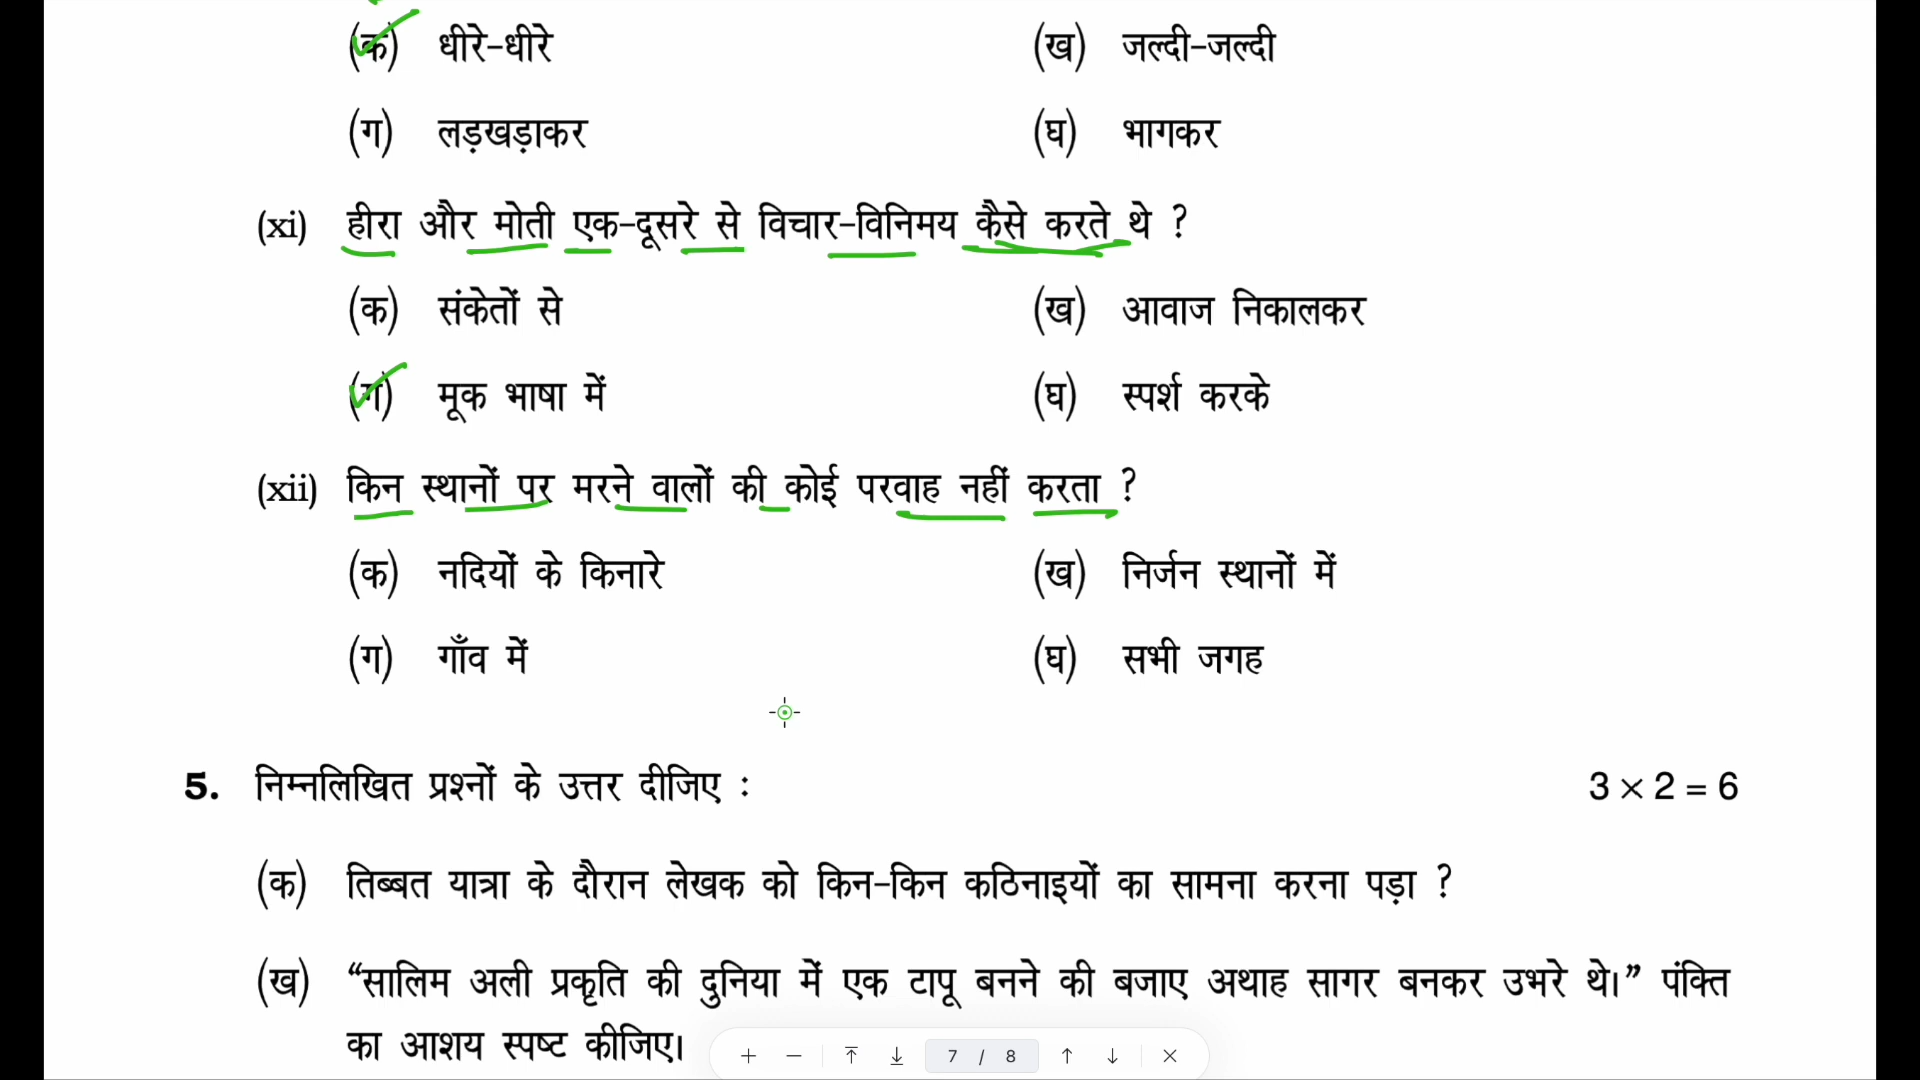 (क) धीरे-धीरे (ख) जल्दी-जल्दी
(ग) लड़खड़ाकर (घ) भागकर
(xi) हीरा और मोती एक-दूसरे से विचार-विनिमय कैसे करते थे ?
(क) संकेतों से (ख) आवाज निकालकर
(ग) मूक भाषा में (घ) स्पर्श करके
(xii) किन स्थानों पर मरने वालों की कोई परवाह नहीं करता ?
(क) नदियों के किनारे (ख) निर्जन स्थानों में
(ग) गाँव में (घ) सभी जगह
5. निम्नलिखित प्रश्नों के उत्तर दीजिए : 3 × 2 = 6
(क) तिब्बत यात्रा के दौरान लेखक को किन-किन कठिनाइयों का सामना करना पड़ा ?
(ख) “सालिम अली प्रकृति की दुनिया में एक टापू बनने की बजाए अथाह सागर बनकर उभरे थे।” पंक्ति
का आशय स्पष्ट कीजिए।
7 / 8